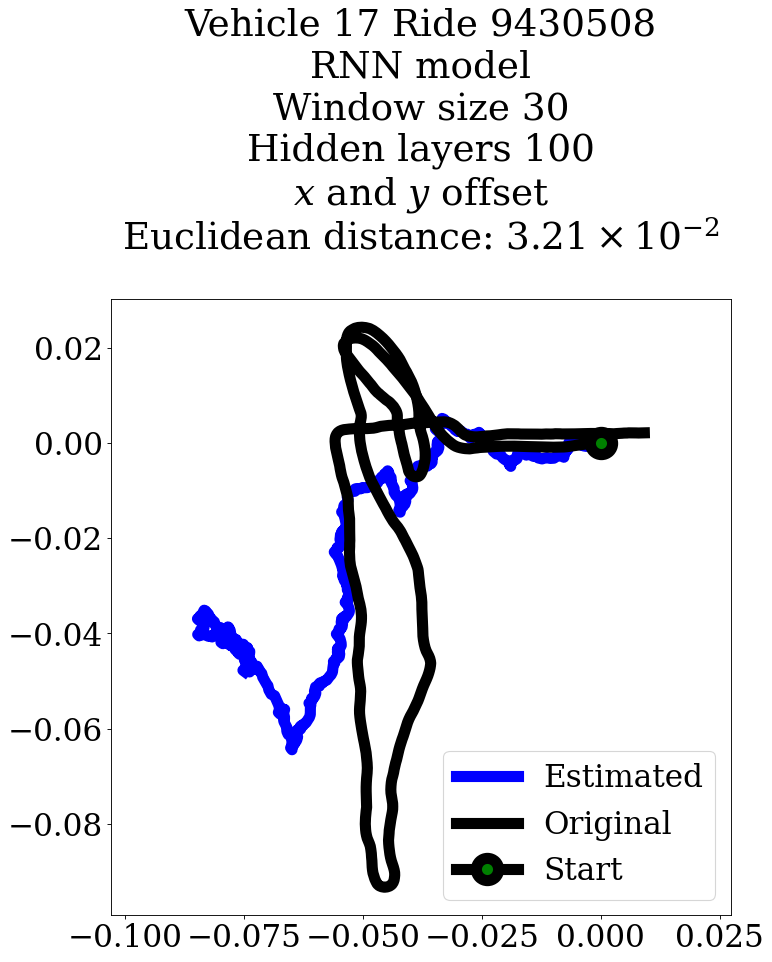 Vehicle 17 Ride 9430508
RNN model
Window size 30
Hidden layers 100
x and y offset
Euclidean distance: 3.21 × 10⁻²
0.02
0.00
−0.02
−0.04
−0.06
−0.08
Estimated
Original
Start
−0.100 −0.075 −0.050 −0.025 0.000 0.025